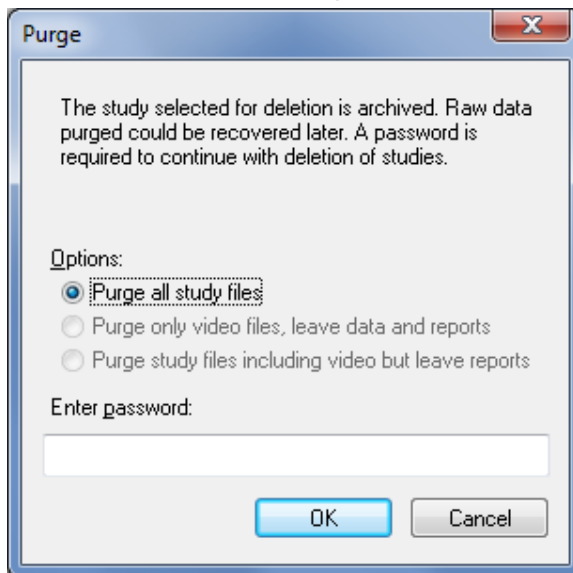 Purge
The study selected for deletion is archived. Raw data
purged could be recovered later. A password is
required to continue with deletion of studies.
Options:
Purge all study files
Purge only video files, leave data and reports
Purge study files including video but leave reports
Enter password:
OK
Cancel